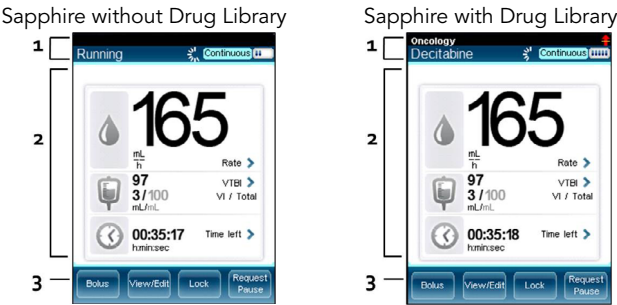 Sapphire without Drug Library
1
Running
Continuous
2
165
mL
h
Rate
97
VTBI
3/100
VI / Total
mL/mL
00:35:17
Time left
h:min:sec
3
Bolus
View/Edit
Lock
Request
Pause
Sapphire with Drug Library
1
Oncology
Decitabine
Continuous
2
165
mL
h
Rate
97
VTBI
3/100
VI / Total
mL/mL
00:35:18
Time left
h:min:sec
3
Bolus
View/Edit
Lock
Request
Pause